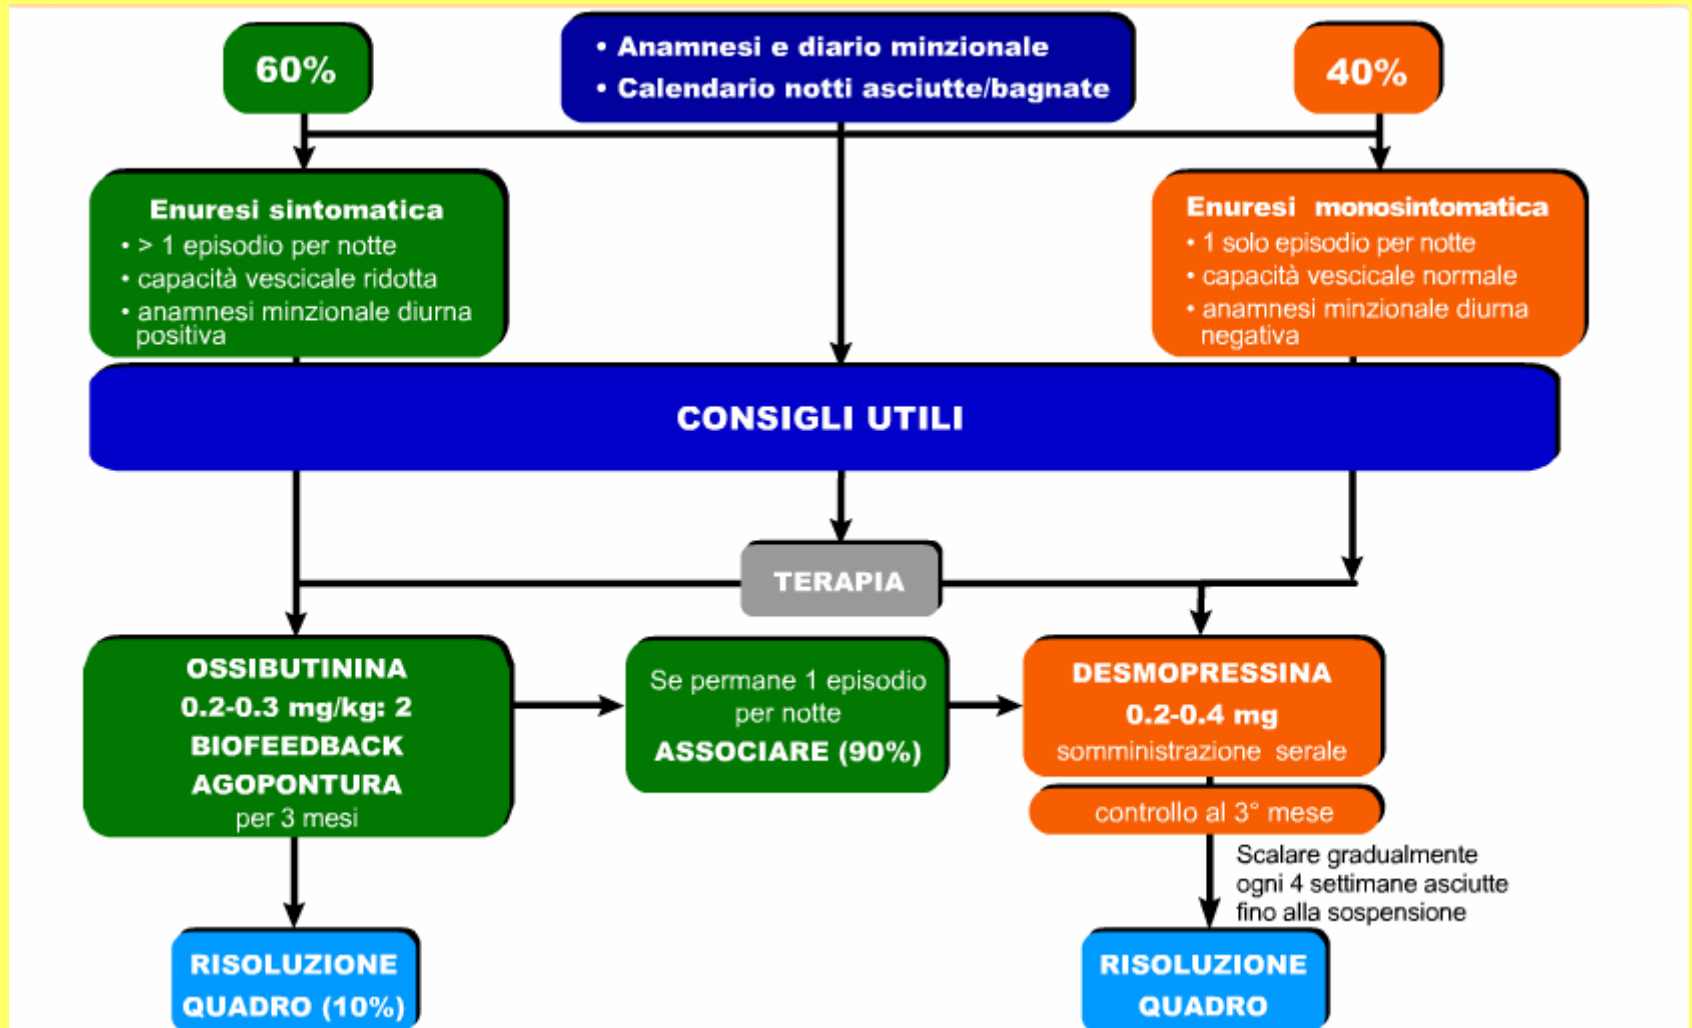 60%
• Anamnesi e diario minzionale
• Calendario notti asciutte/bagnate
40%
Enuresi sintomatica
• > 1 episodio per notte
• capacità vescicale ridotta
• anamnesi minzionale diurna
positiva
Enuresi monosintomatica
• 1 solo episodio per notte
• capacità vescicale normale
• anamnesi minzionale diurna
negativa
CONSIGLI UTILI
TERAPIA
OSSIBUTININA
0.2-0.3 mg/kg: 2
BIOFEEDBACK
AGOPONTURA
per 3 mesi
Se permane 1 episodio
per notte
ASSOCIARE (90%)
DESMOPRESSINA
0.2-0.4 mg
somministrazione serale
controllo al 3° mese
Scalare gradualmente
ogni 4 settimane asciutte
fino alla sospensione
RISOLUZIONE
QUADRO (10%)
RISOLUZIONE
QUADRO